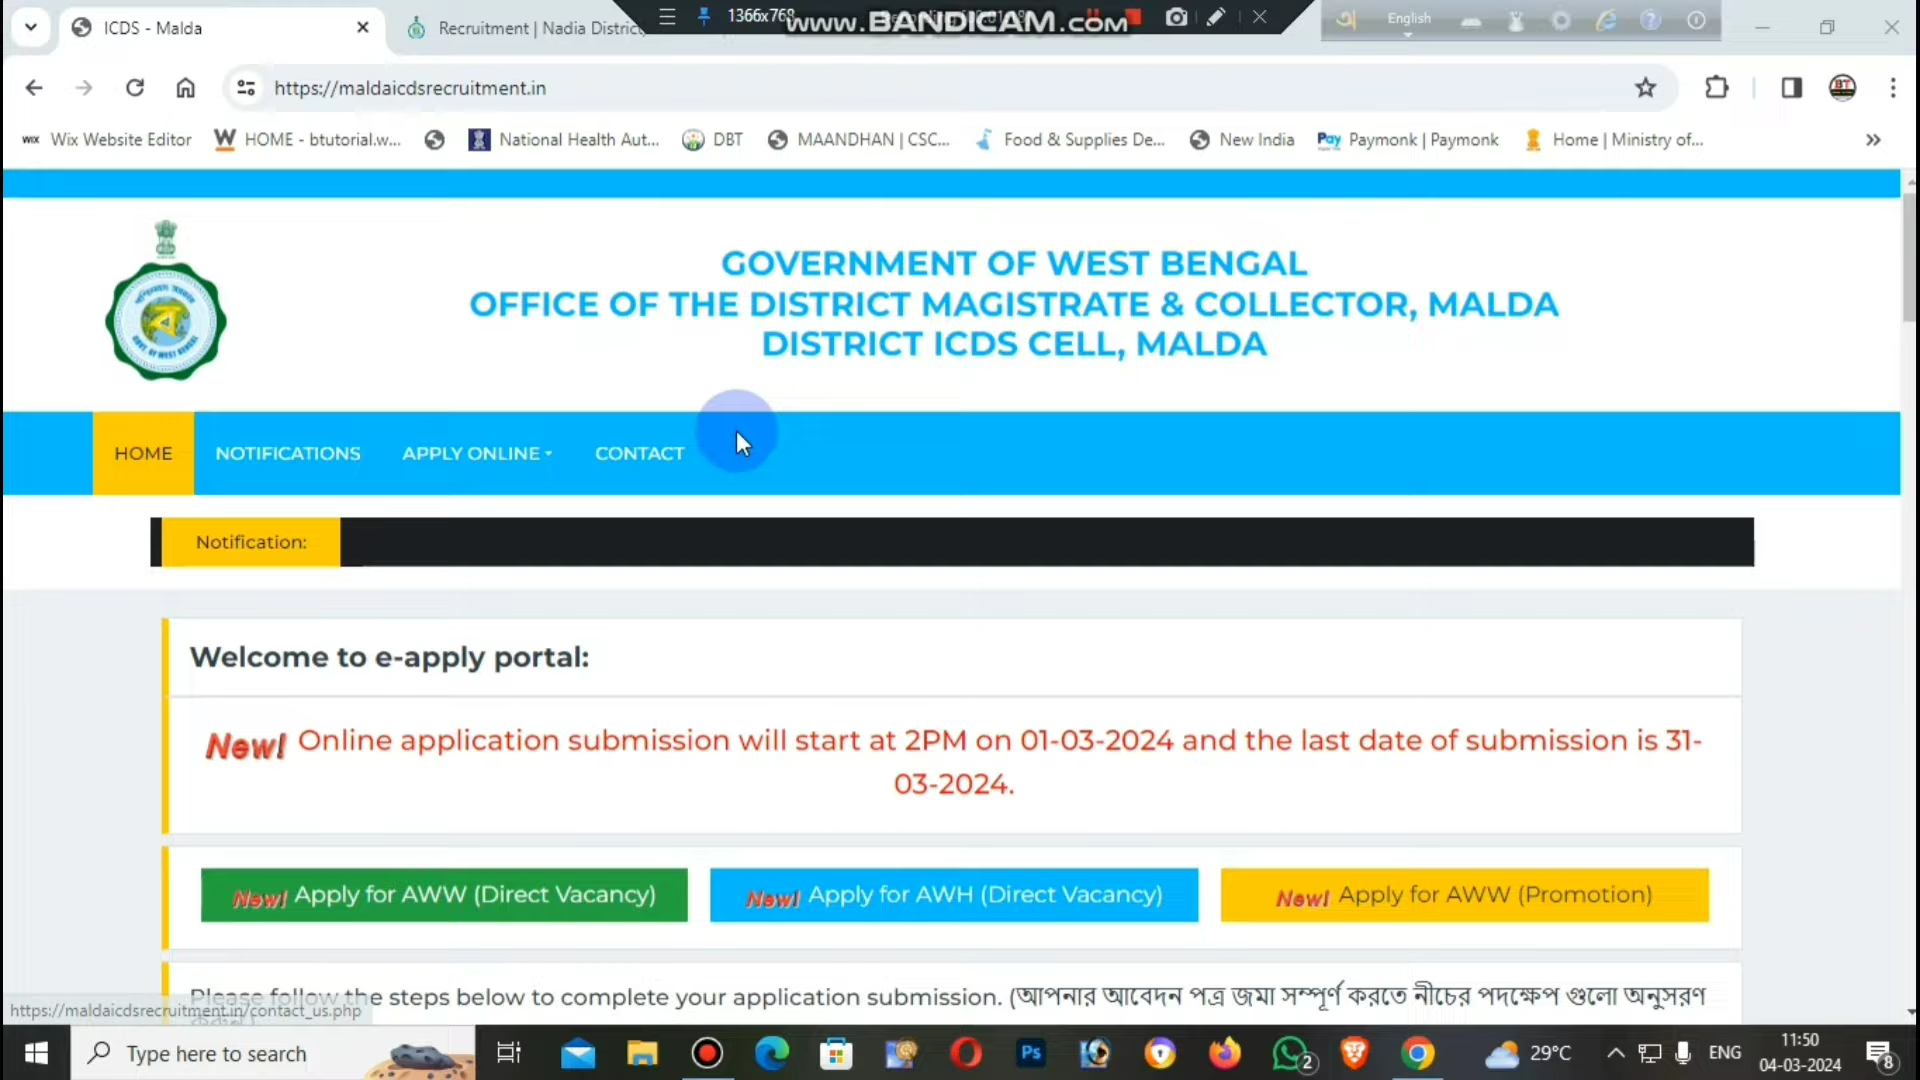 ICDS - Malda
Recruitment | Nadia District,
1366x768
www.BANDICAM.com
English
https://maldaicdsrecruitment.in
WIX Wix Website Editor
W HOME - btutorial.w...
National Health Aut...
DBT
MAANDHAN | CSC...
Food & Supplies De...
New India
Pay Paymonk | Paymonk
Home | Ministry of...
GOVERNMENT OF WEST BENGAL
OFFICE OF THE DISTRICT MAGISTRATE & COLLECTOR, MALDA
DISTRICT ICDS CELL, MALDA
HOME NOTIFICATIONS APPLY ONLINE CONTACT
Notification:
Welcome to e-apply portal:
New! Online application submission will start at 2PM on 01-03-2024 and the last date of submission is 31-
03-2024.
New! Apply for AWW (Direct Vacancy)
New! Apply for AWH (Direct Vacancy)
New! Apply for AWW (Promotion)
Please follow the steps below to complete your application submission. (আপনার আবেদন পত্র জমা সম্পূর্ণ করতে নীচের পদক্ষেপ গুলো অনুসরণ
https://maldaicdsrecruitment.in/contact_us.php
Type here to search
Ps
2
29°C
ENG
11:50
04-03-2024
8